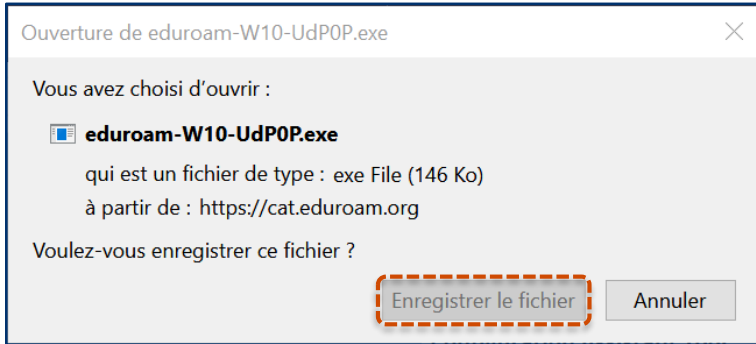 Ouverture de eduroam-W10-UdP0P.exe
Vous avez choisi d'ouvrir :
eduroam-W10-UdP0P.exe
qui est un fichier de type : exe File (146 Ko)
à partir de : https://cat.eduroam.org
Voulez-vous enregistrer ce fichier ?
Enregistrer le fichier Annuler